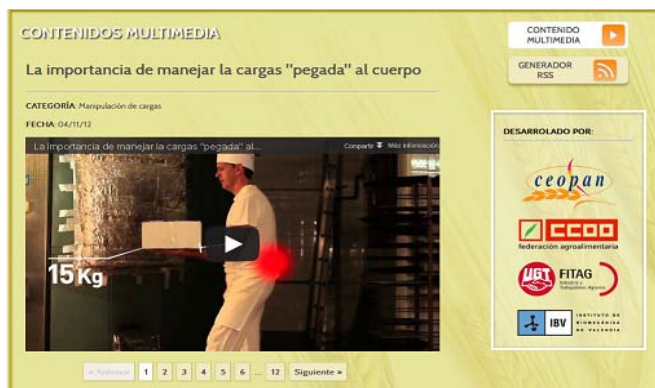 CONTENIDOS MULTIMEDIA
La importancia de manejar la cargas "pegada" al cuerpo
CATEGORÍA: Manipulación de cargas
FECHA: 04/11/12
La importancia de manejar la cargas "pegada" al...
Compartir
Más información
15 Kg
« Anterior 1 2 3 4 5 6 ... 12 Siguiente »
CONTENIDO
MULTIMEDIA
GENERADOR
RSS
DESARROLADO POR:
ceopan
CCOO
federación agroalimentaria
UGT FITAG
Industrial y
Trabajadores Agrarios
IBV
INSTITUTO DE
BIOMECÁNICA
DE VALENCIA